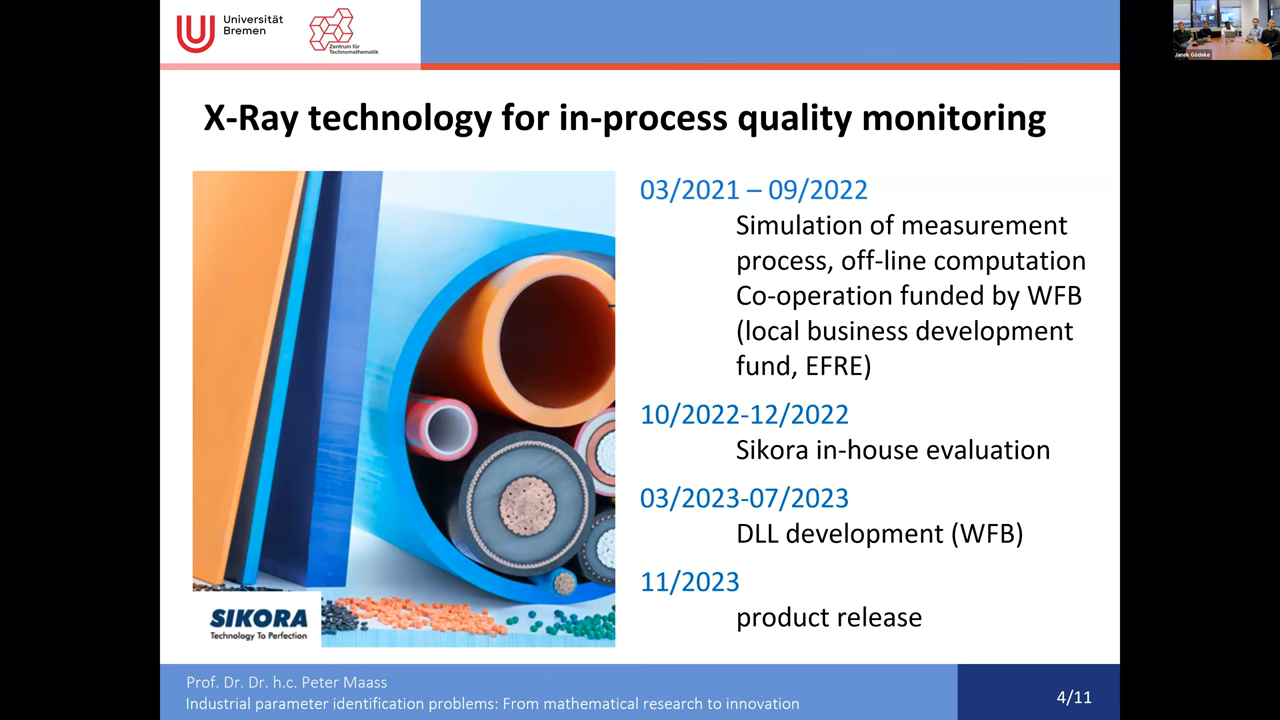 Universität
Bremen
Zentrum für
Technomathematik
Janek Gödeke
X-Ray technology for in-process quality monitoring
03/2021 – 09/2022
Simulation of measurement
process, off-line computation
Co-operation funded by WFB
(local business development
fund, EFRE)
10/2022-12/2022
Sikora in-house evaluation
03/2023-07/2023
DLL development (WFB)
11/2023
product release
SIKORA
Technology To Perfection
Prof. Dr. Dr. h.c. Peter Maass
Industrial parameter identification problems: From mathematical research to innovation
4/11